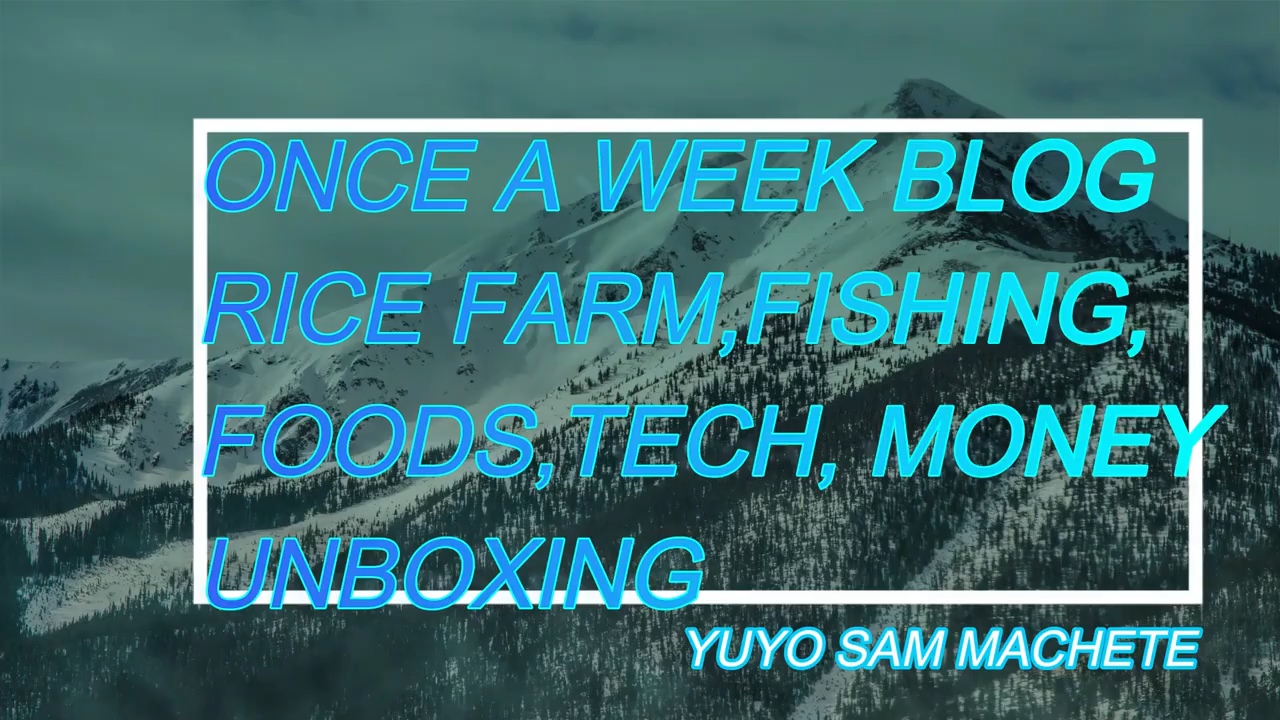 ONCE A WEEK BLOG
RICE FARM,FISHING,
FOODS,TECH, MONEY
UNBOXING
YUYO SAM MACHETE